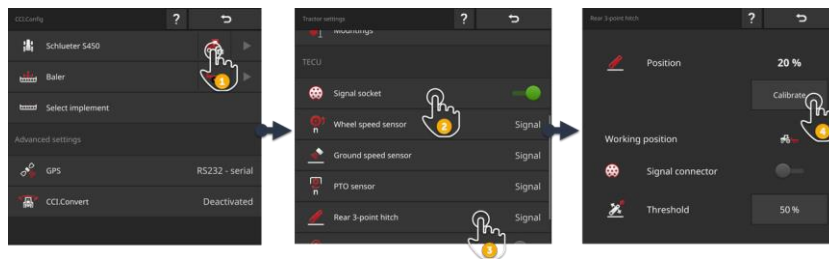 CCI.Config
?
Schlueter S450
1
Baler
Select implement
Advanced settings
GPS
RS232 - serial
CCI.Convert
Deactivated
Tractor settings
?
Mountings
TECU
Signal socket
2
Wheel speed sensor
Signal
n
Ground speed sensor
Signal
PTO sensor
Signal
n
Rear 3-point hitch
Signal
3
Rear 3-point hitch
?
Position
20 %
Calibrate
4
Working position
Signal connector
Threshold
50 %